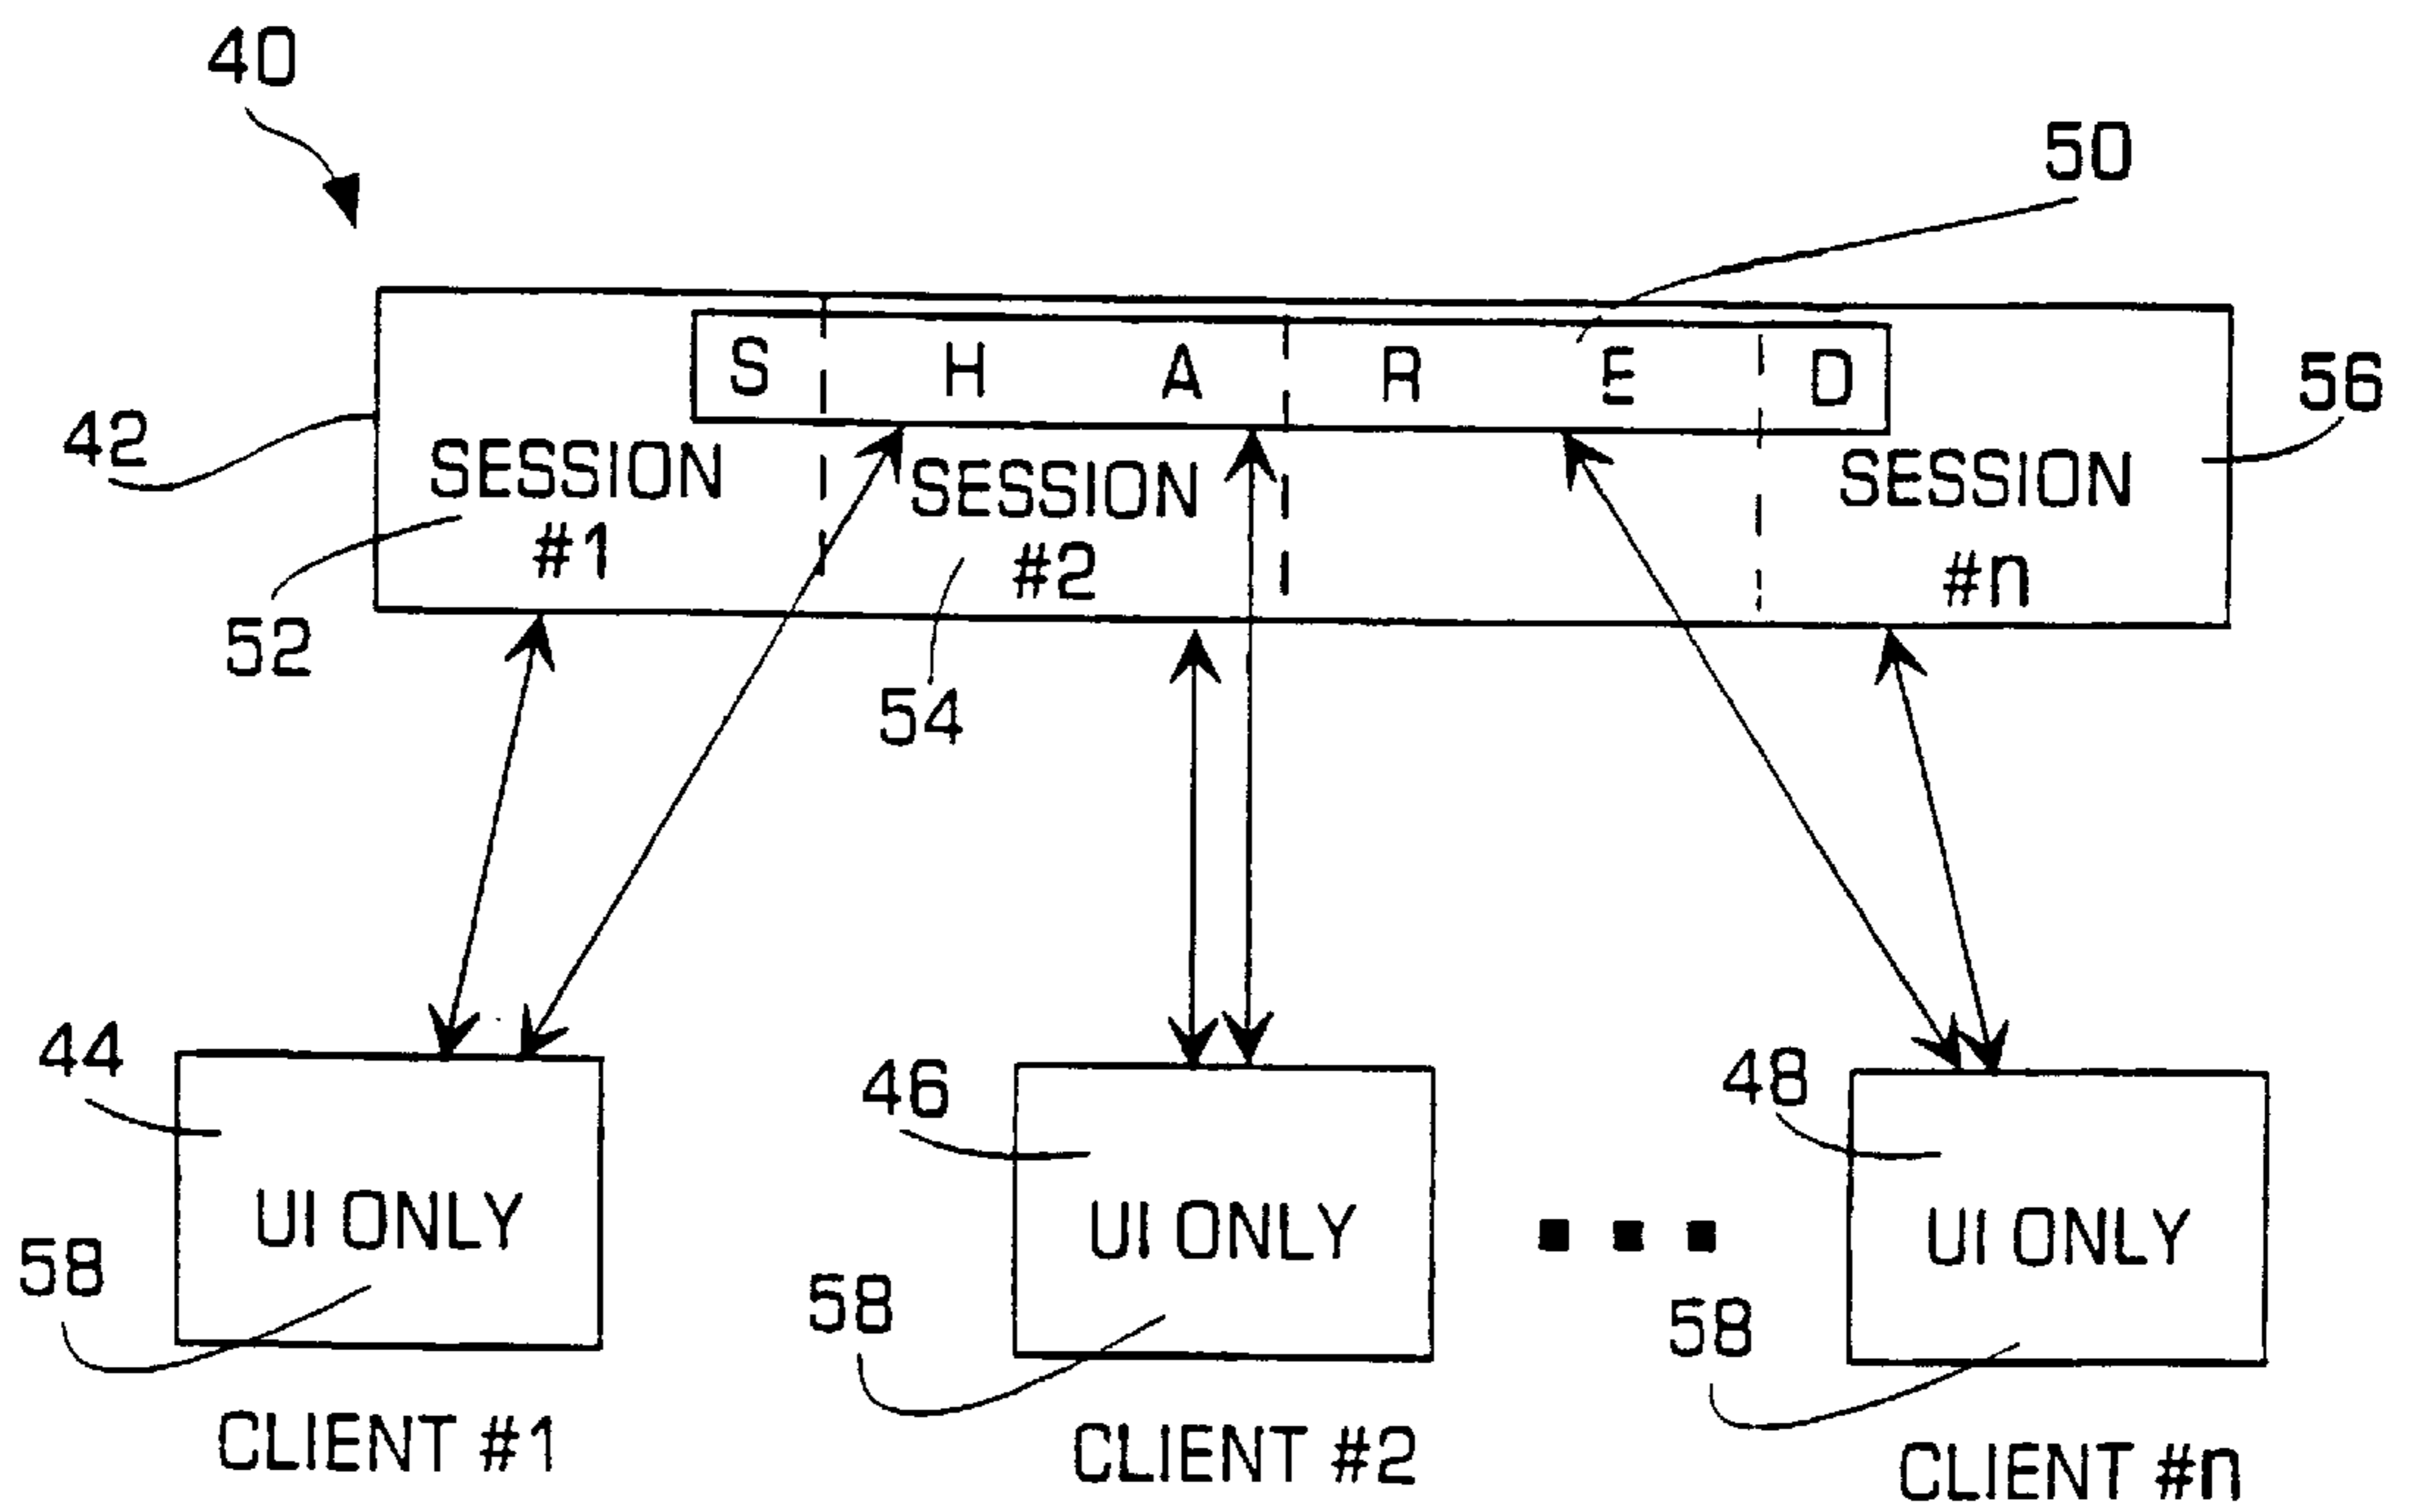 40
50
S H A R E D
56
42
SESSION
#1
SESSION
#2
SESSION
#n
52
54
44
46
48
UI ONLY
UI ONLY
UI ONLY
58
58
58
CLIENT #1
CLIENT #2
CLIENT #n